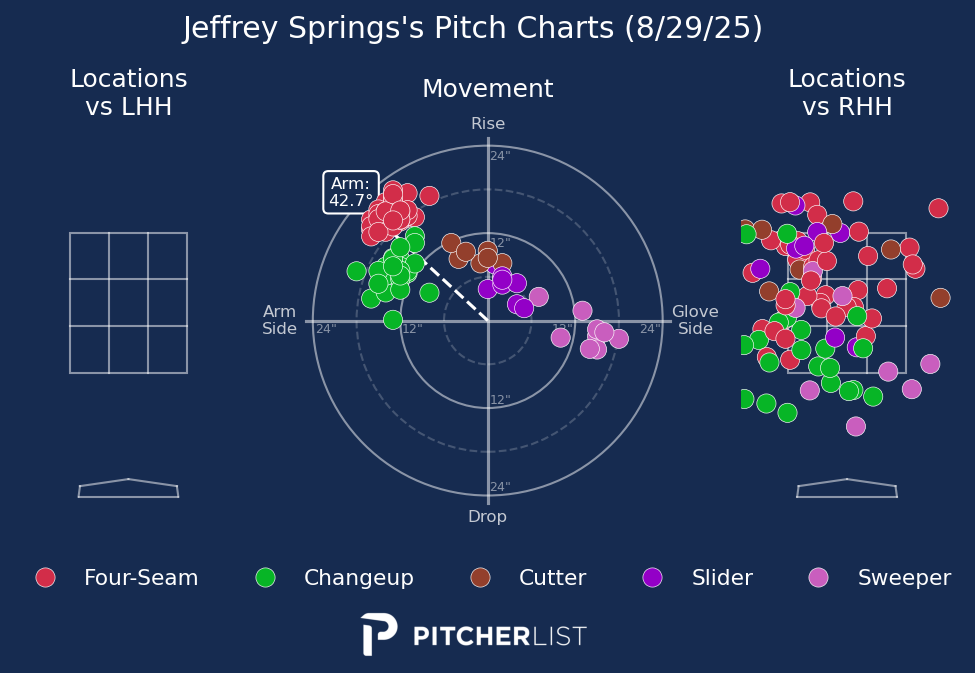 Jeffrey Springs's Pitch Charts (8/29/25)
Locations
vs LHH
Movement
Locations
vs RHH
Rise
24"
Arm:
42.7°
12"
Arm
Side
24"
12"
12"
24"
Glove
Side
12"
24"
Drop
Four-Seam
Changeup
Cutter
Slider
Sweeper
PITCHERLIST